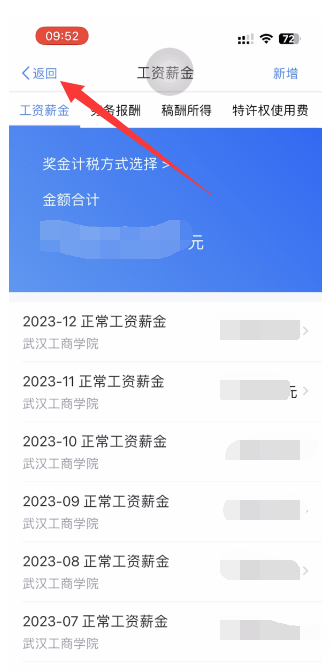 09:52
72
返回
工资薪金
新增
工资薪金 务报酬 稿酬所得 特许权使用费
奖金计税方式选择 >
金额合计
元
2023-12 正常工资薪金
武汉工商学院
2023-11 正常工资薪金
元
武汉工商学院
2023-10 正常工资薪金
武汉工商学院
2023-09 正常工资薪金
武汉工商学院
2023-08 正常工资薪金
武汉工商学院
2023-07 正常工资薪金
武汉工商学院